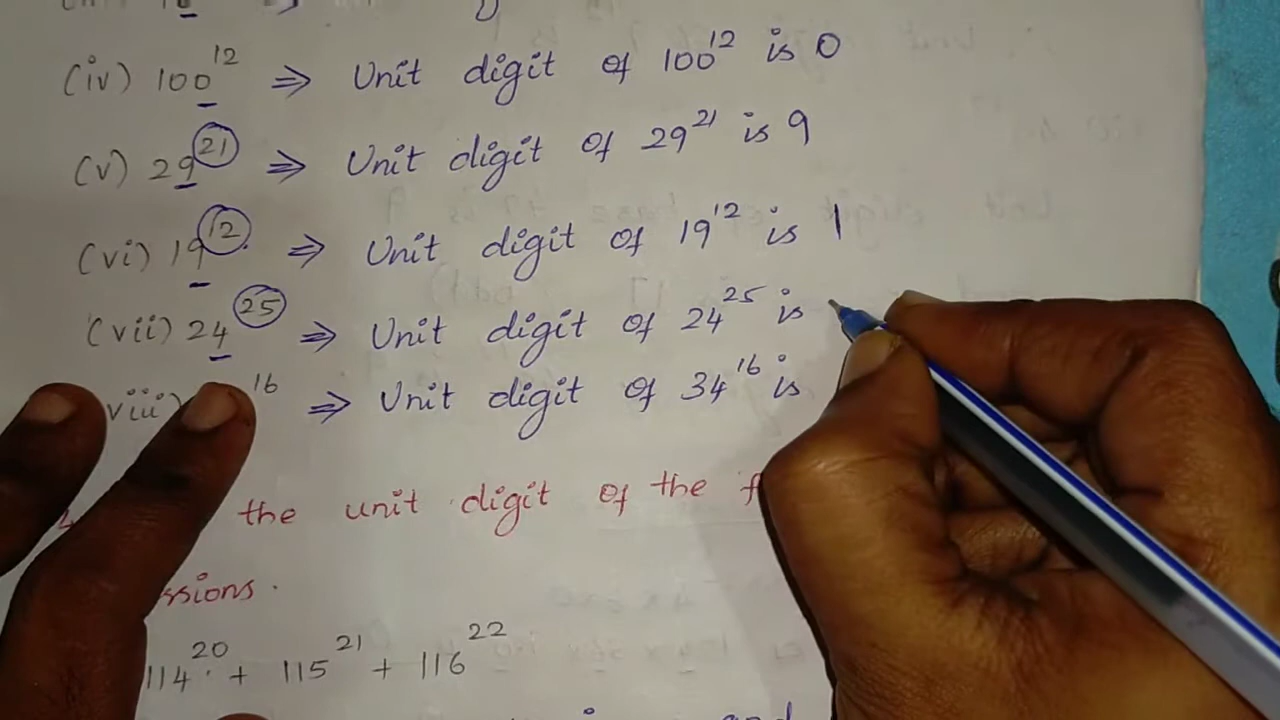 (iv) 100^12 ⇒ Unit digit of 100^12 is 0
(v) 29^21 ⇒ Unit digit of 29^21 is 9
(vi) 19^12 ⇒ Unit digit of 19^12 is 1
(vii) 24^25 ⇒ Unit digit of 24^25 is
viii) 16 ⇒ Unit digit of 34^16 is
the unit digit of the
ssions.
114^20 + 115^21 + 116^22